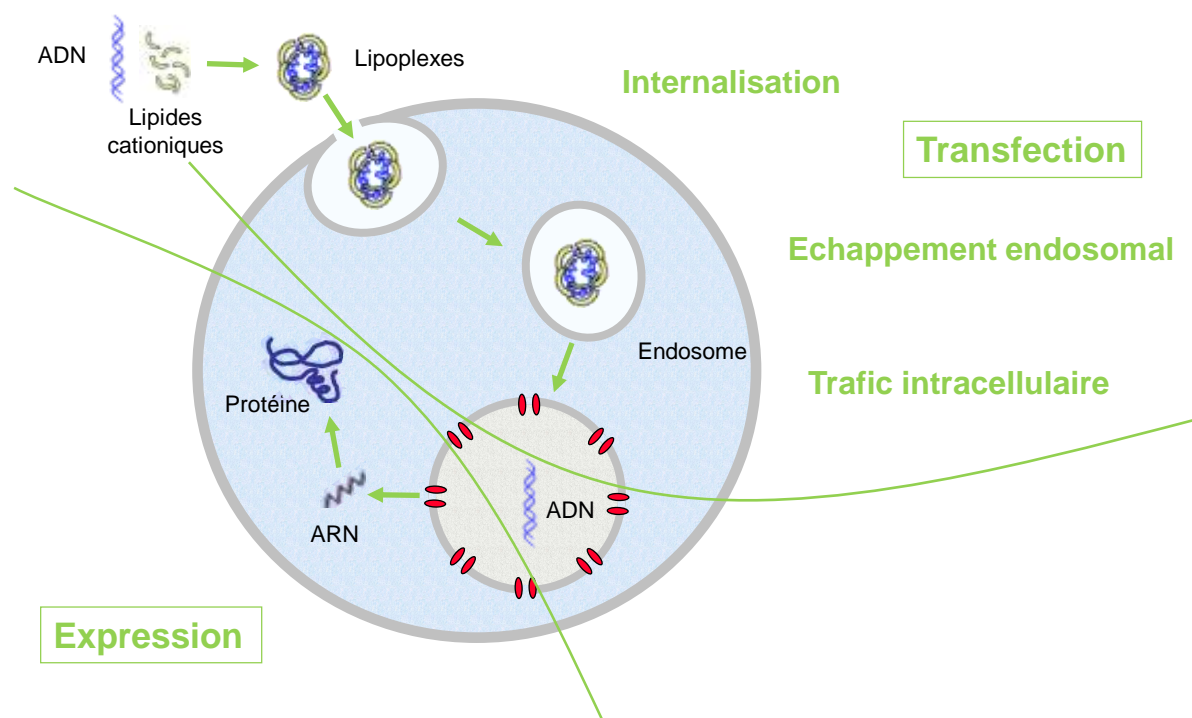 ADN
Lipoplexes
Lipides
cationiques
Internalisation
Transfection
Echappement endosomal
Endosome
Trafic intracellulaire
Protéine
ADN
ARN
Expression